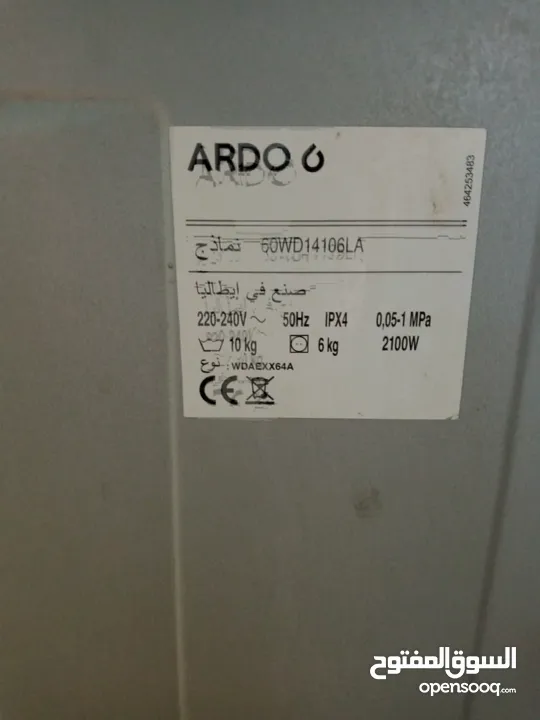 ARDO
464253483
نماذج 60WD14106LA
صنع في إيطاليا
220-240V ~ 50Hz IPX4 0,05-1 MPa
10 kg 6 kg 2100W
نوع : WDAEXX64A
CE
السوق المفتوح
opensooq.com